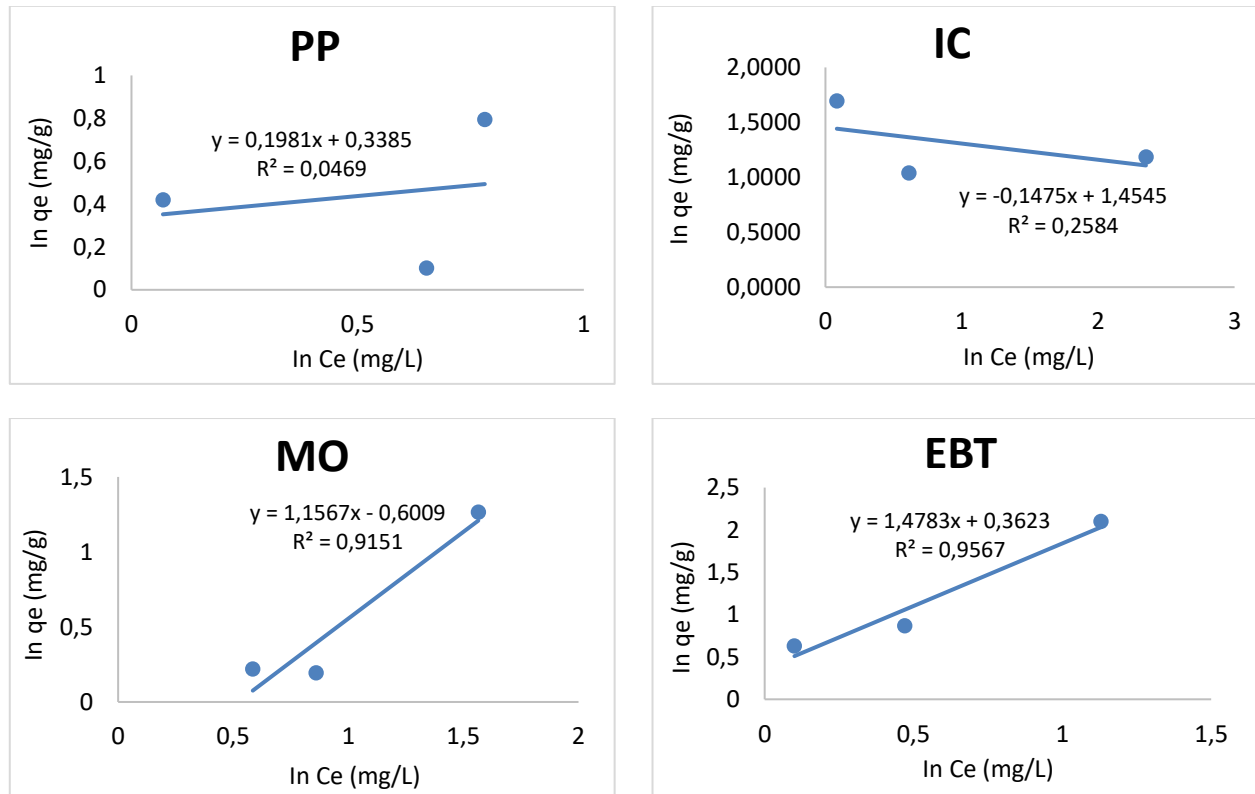 PP
ln qe (mg/g)
1
0,8
0,6
0,4
0,2
0
y = 0,1981x + 0,3385
R² = 0,0469
0
0,5
1
ln Ce (mg/L)
IC
ln qe (mg/g)
2,0000
1,5000
1,0000
0,5000
0,0000
y = -0,1475x + 1,4545
R² = 0,2584
0
1
2
3
ln Ce (mg/L)
MO
ln qe (mg/g)
1,5
1
0,5
0
y = 1,1567x - 0,6009
R² = 0,9151
0
0,5
1
1,5
2
ln Ce (mg/L)
EBT
ln qe (mg/g)
2,5
2
1,5
1
0,5
0
y = 1,4783x + 0,3623
R² = 0,9567
0
0,5
1
1,5
ln Ce (mg/L)